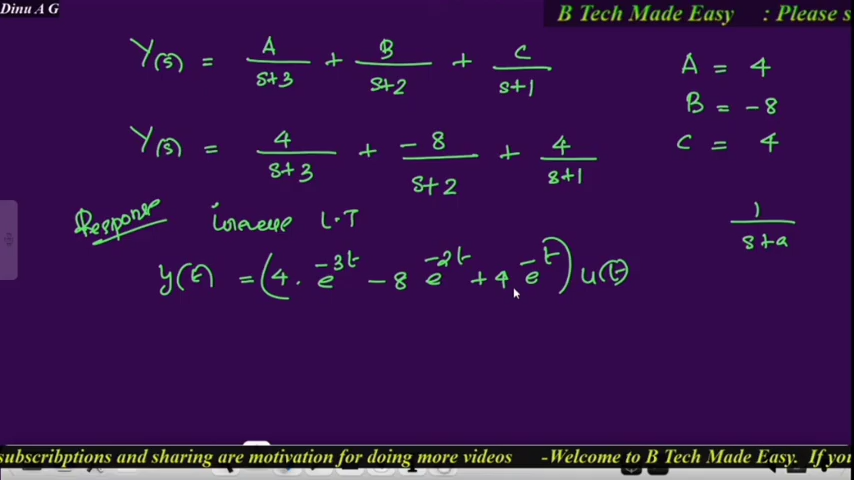 Dinu A G
B Tech Made Easy : Please s
Y(s) = A/(s+3) + B/(s+2) + C/(s+1)
A = 4
B = -8
C = 4
Y(s) = 4/(s+3) + -8/(s+2) + 4/(s+1)
1/(s+a)
Response Inverse L.T
y(t) = (4. e^-3t - 8 e^-2t + 4. e^-t) u(t)
subscribptions and sharing are motivation for doing more videos -Welcome to B Tech Made Easy. If you